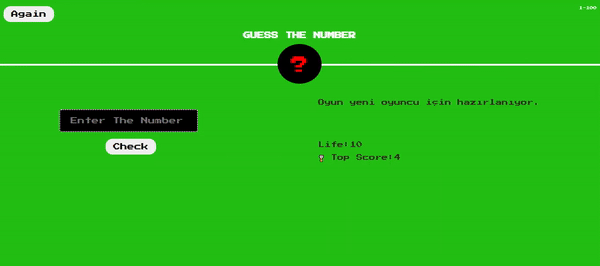 Again
1-100
GUESS THE NUMBER
?
Oyun yeni oyuncu için hazırlanıyor.
Enter The Number
Check
Life:10
Top Score:4